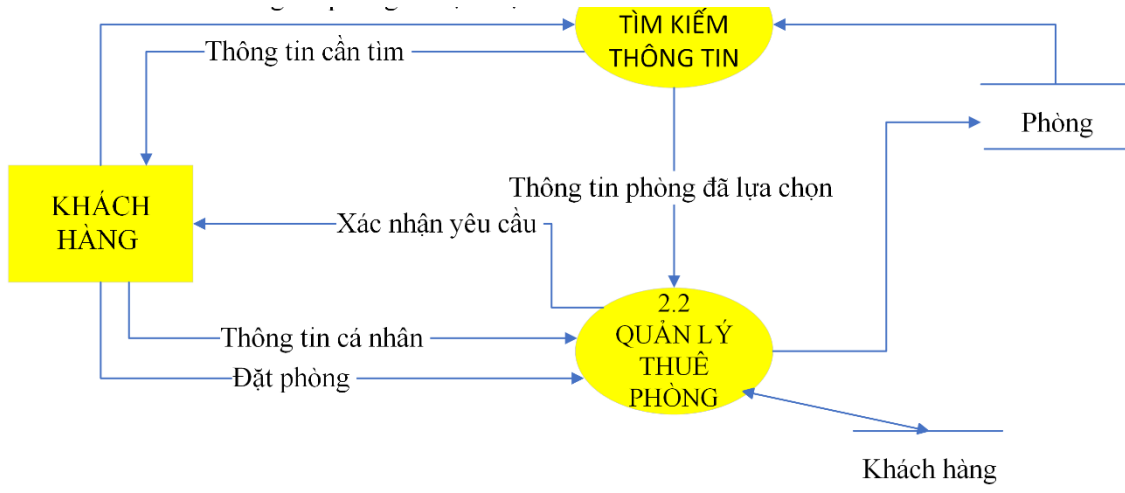 TÌM KIẾM
THÔNG TIN
Thông tin cần tìm
Phòng
Thông tin phòng đã lựa chọn
KHÁCH
HÀNG
Xác nhận yêu cầu
2.2
QUẢN LÝ
THUÊ
PHÒNG
Thông tin cá nhân
Đặt phòng
Khách hàng